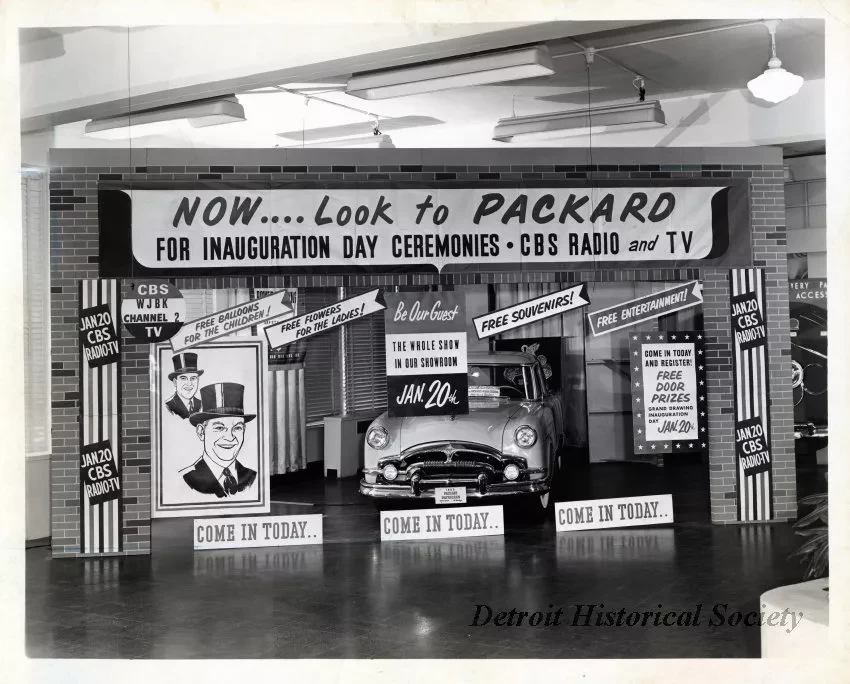 NOW.... Look to PACKARD
FOR INAUGURATION DAY CEREMONIES • CBS RADIO and TV
CBS
WJBK
CHANNEL 2
TV
JAN 20
CBS
RADIO-TV
JAN 20
CBS
RADIO-TV
FREE BALLOONS
FOR THE CHILDREN!
FREE FLOWERS
FOR THE LADIES!
Be Our Guest
THE WHOLE SHOW
IN OUR SHOWROOM
JAN. 20th
FREE SOUVENIRS!
FREE ENTERTAINMENT!
COME IN TODAY
AND REGISTER!
FREE
DOOR
PRIZES
GRAND DRAWING
INAUGURATION
DAY JAN. 20th
JAN 20
CBS
RADIO-TV
JAN 20
CBS
RADIO-TV
ACCESS
COME IN TODAY..
COME IN TODAY..
COME IN TODAY..
Detroit Historical Society